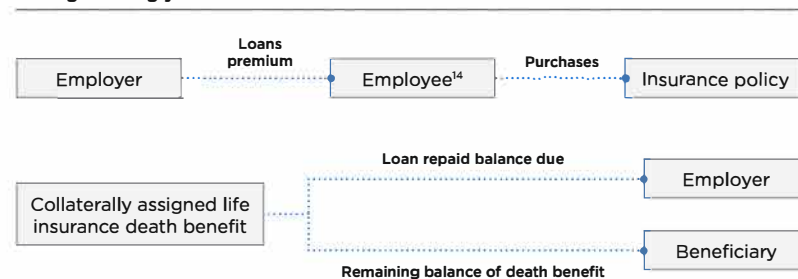 Loans
premium
Employer
Employee¹⁴
Purchases
Insurance policy
Loan repaid balance due
Employer
Collaterally assigned life
insurance death benefit
Beneficiary
Remaining balance of death benefit